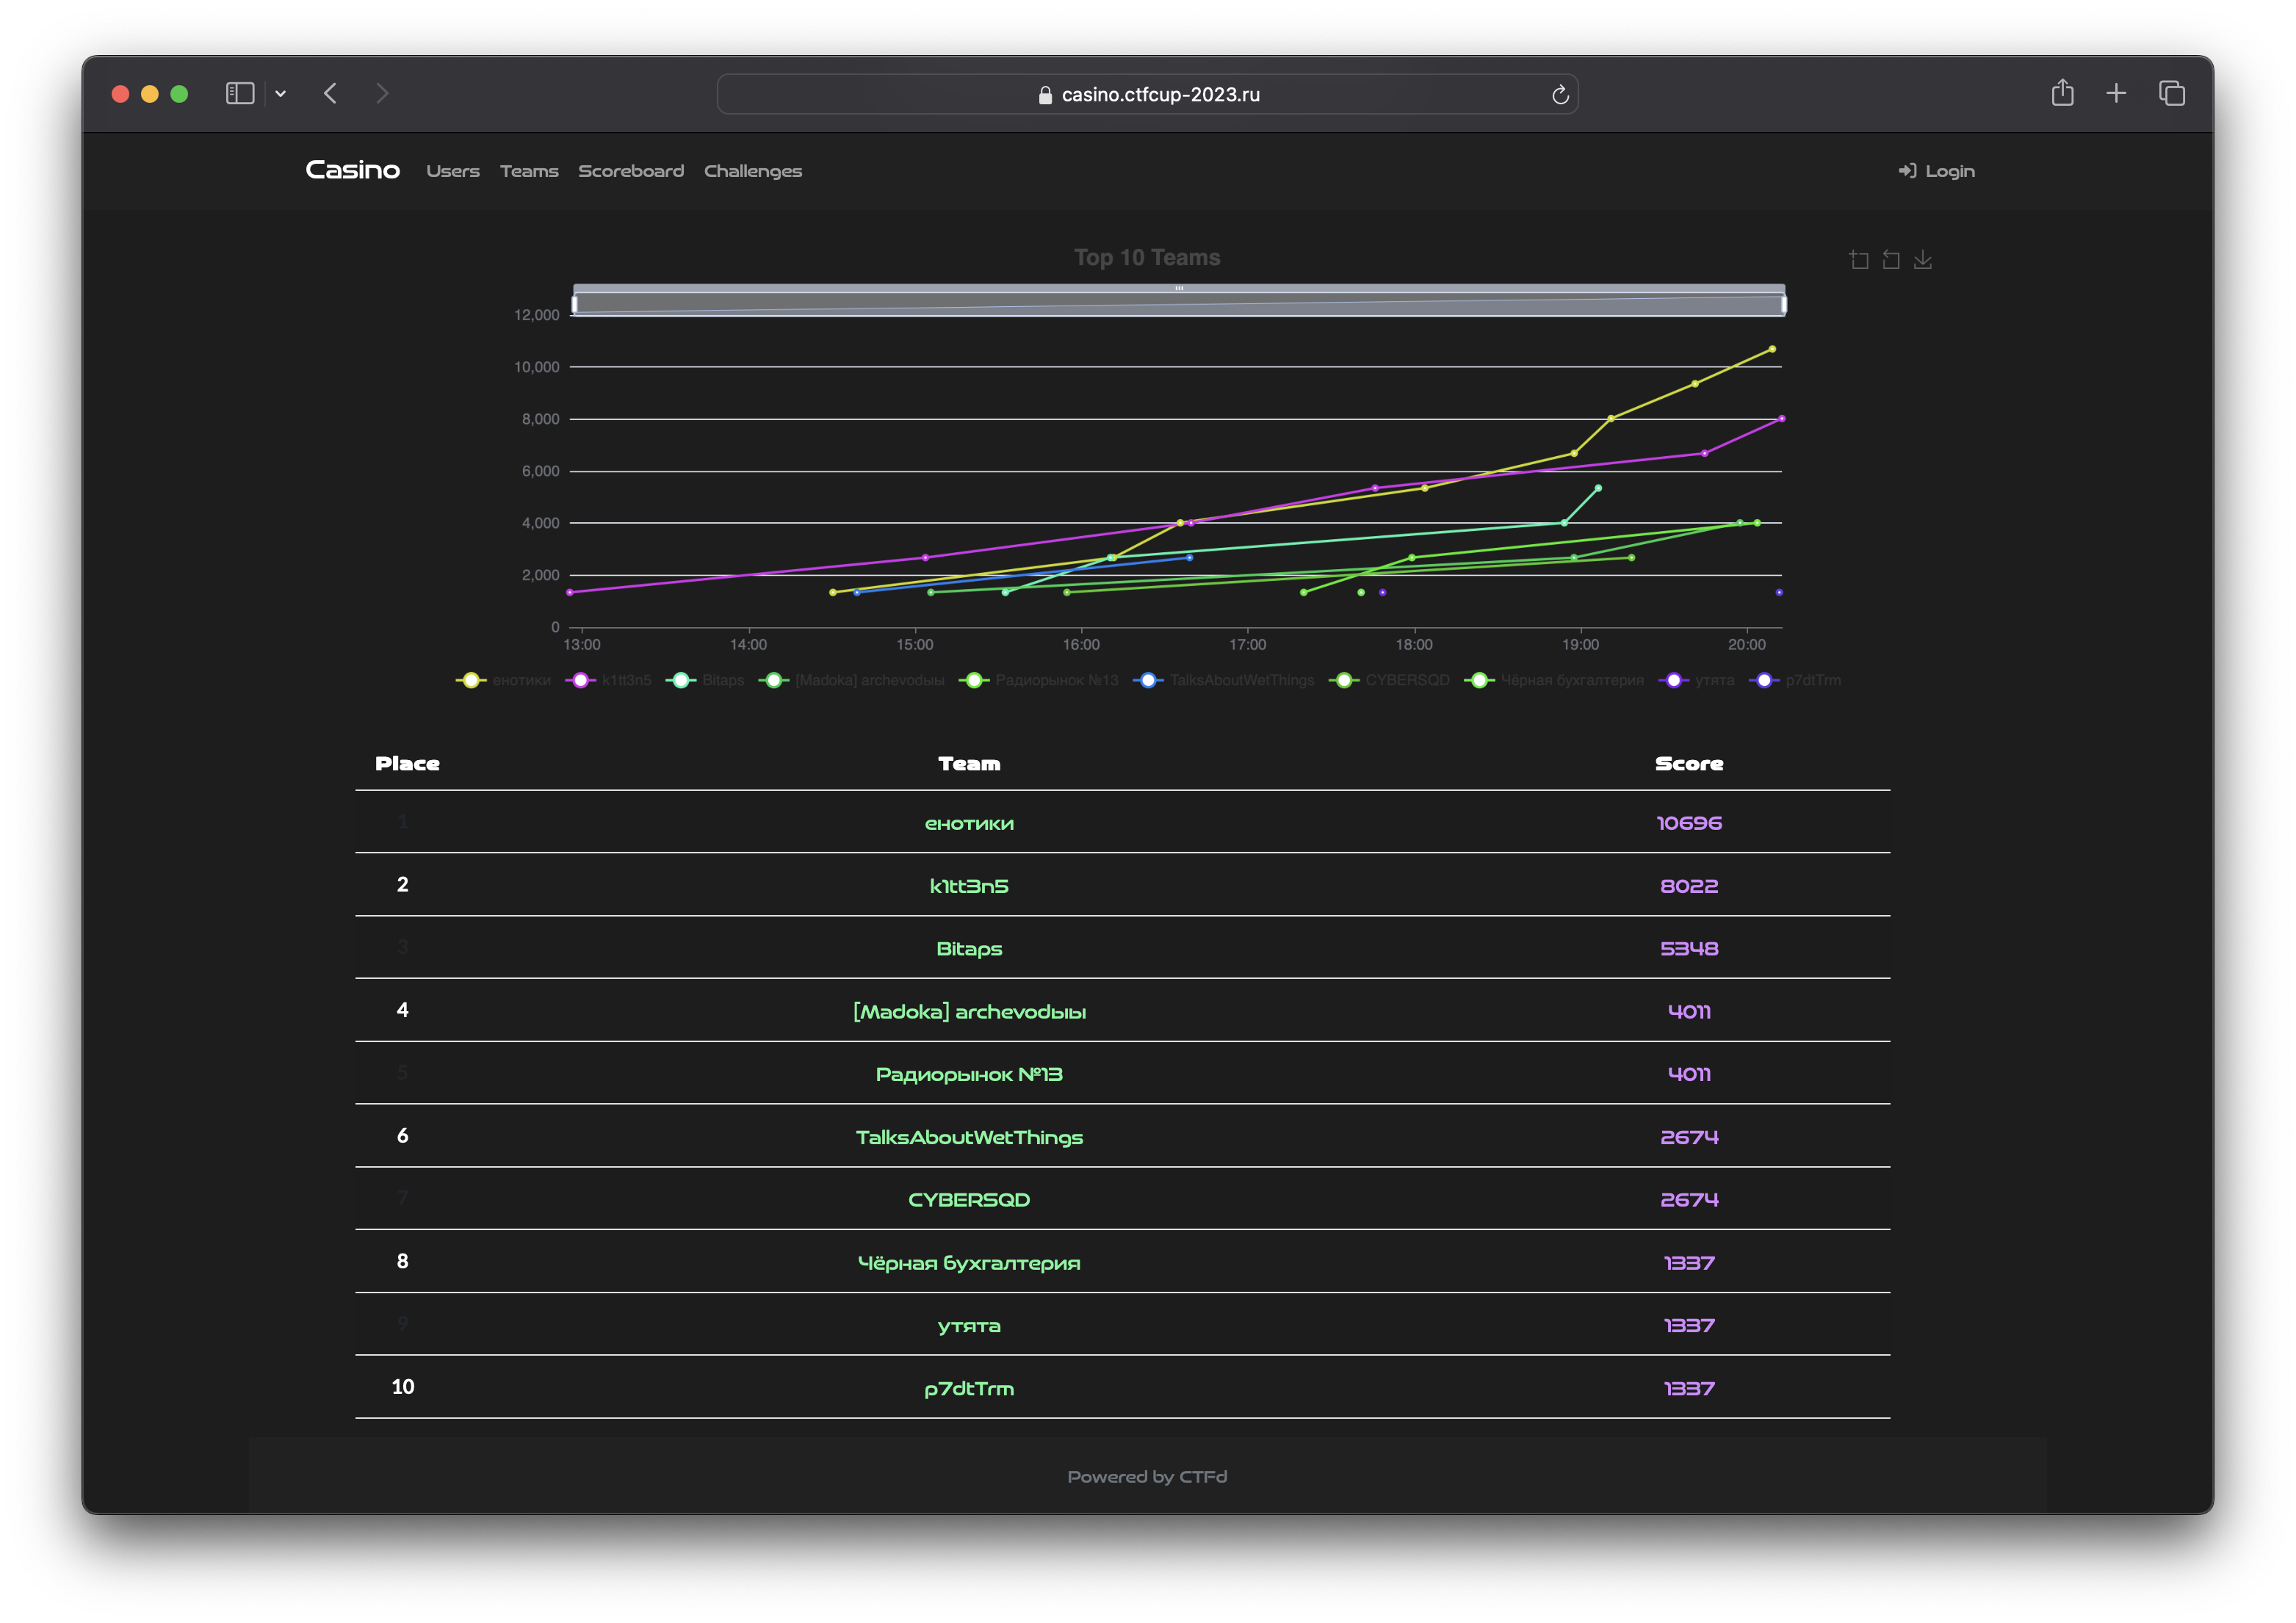 casino.ctfcup-2023.ru
Casino Users Teams Scoreboard Challenges Login
Top 10 Teams
12,000
10,000
8,000
6,000
4,000
2,000
0
13:00 14:00 15:00 16:00 17:00 18:00 19:00 20:00
енотики k1tt3n5 Bitaps [Madoka] archevodыы Радиорынок №13 TalksAboutWetThings CYBERSQD Чёрная бухгалтерия утята p7dtTrm
Place Team Score
1 енотики 10696
2 k1tt3n5 8022
3 Bitaps 5348
4 [Madoka] archevodыы 4011
5 Радиорынок №13 4011
6 TalksAboutWetThings 2674
7 CYBERSQD 2674
8 Чёрная бухгалтерия 1337
9 утята 1337
10 p7dtTrm 1337
Powered by CTFd